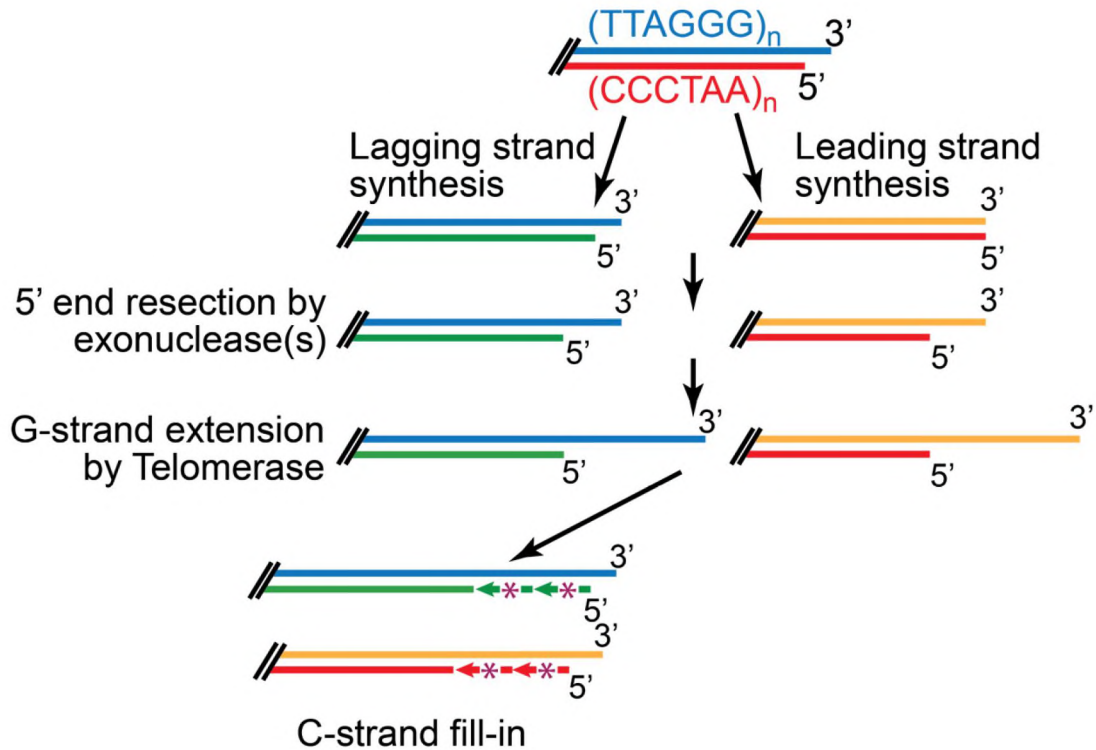 (TTAGGG)n
3’
(CCCTAA)n
5’
Lagging strand
synthesis
Leading strand
synthesis
3’
5’
3’
5’
5’ end resection by
exonuclease(s)
3’
5’
3’
5’
G-strand extension
by Telomerase
3’
5’
3’
5’
3’
*
*
5’
3’
*
*
5’
C-strand fill-in